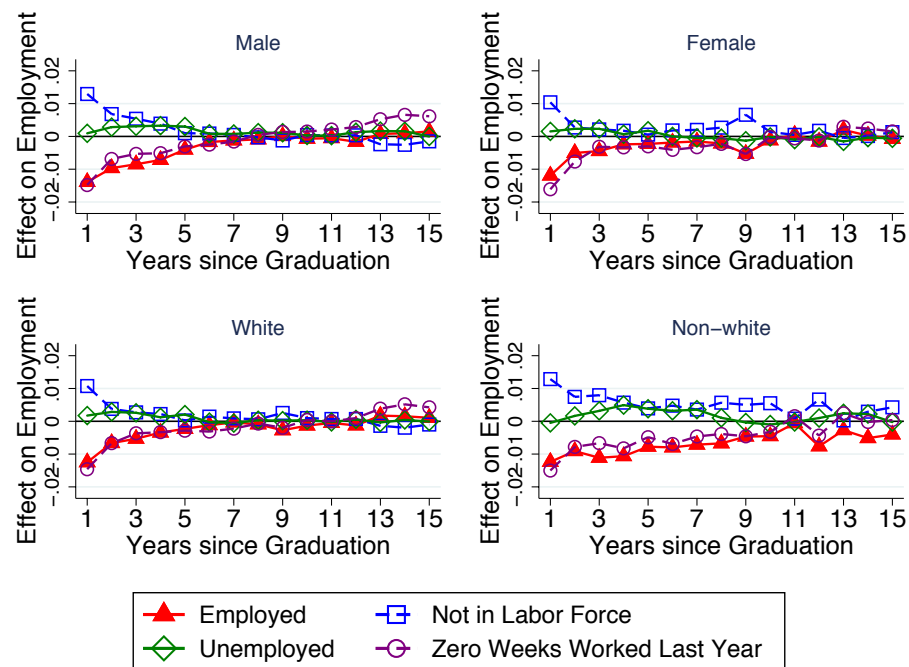 Male
Effect on Employment
-.02 -.01 0 .01 .02
1 3 5 7 9 11 13 15
Years since Graduation
Female
Effect on Employment
-.02 -.01 0 .01 .02
1 3 5 7 9 11 13 15
Years since Graduation
White
Effect on Employment
-.02 -.01 0 .01 .02
1 3 5 7 9 11 13 15
Years since Graduation
Non-white
Effect on Employment
-.02 -.01 0 .01 .02
1 3 5 7 9 11 13 15
Years since Graduation
Employed
Not in Labor Force
Unemployed
Zero Weeks Worked Last Year